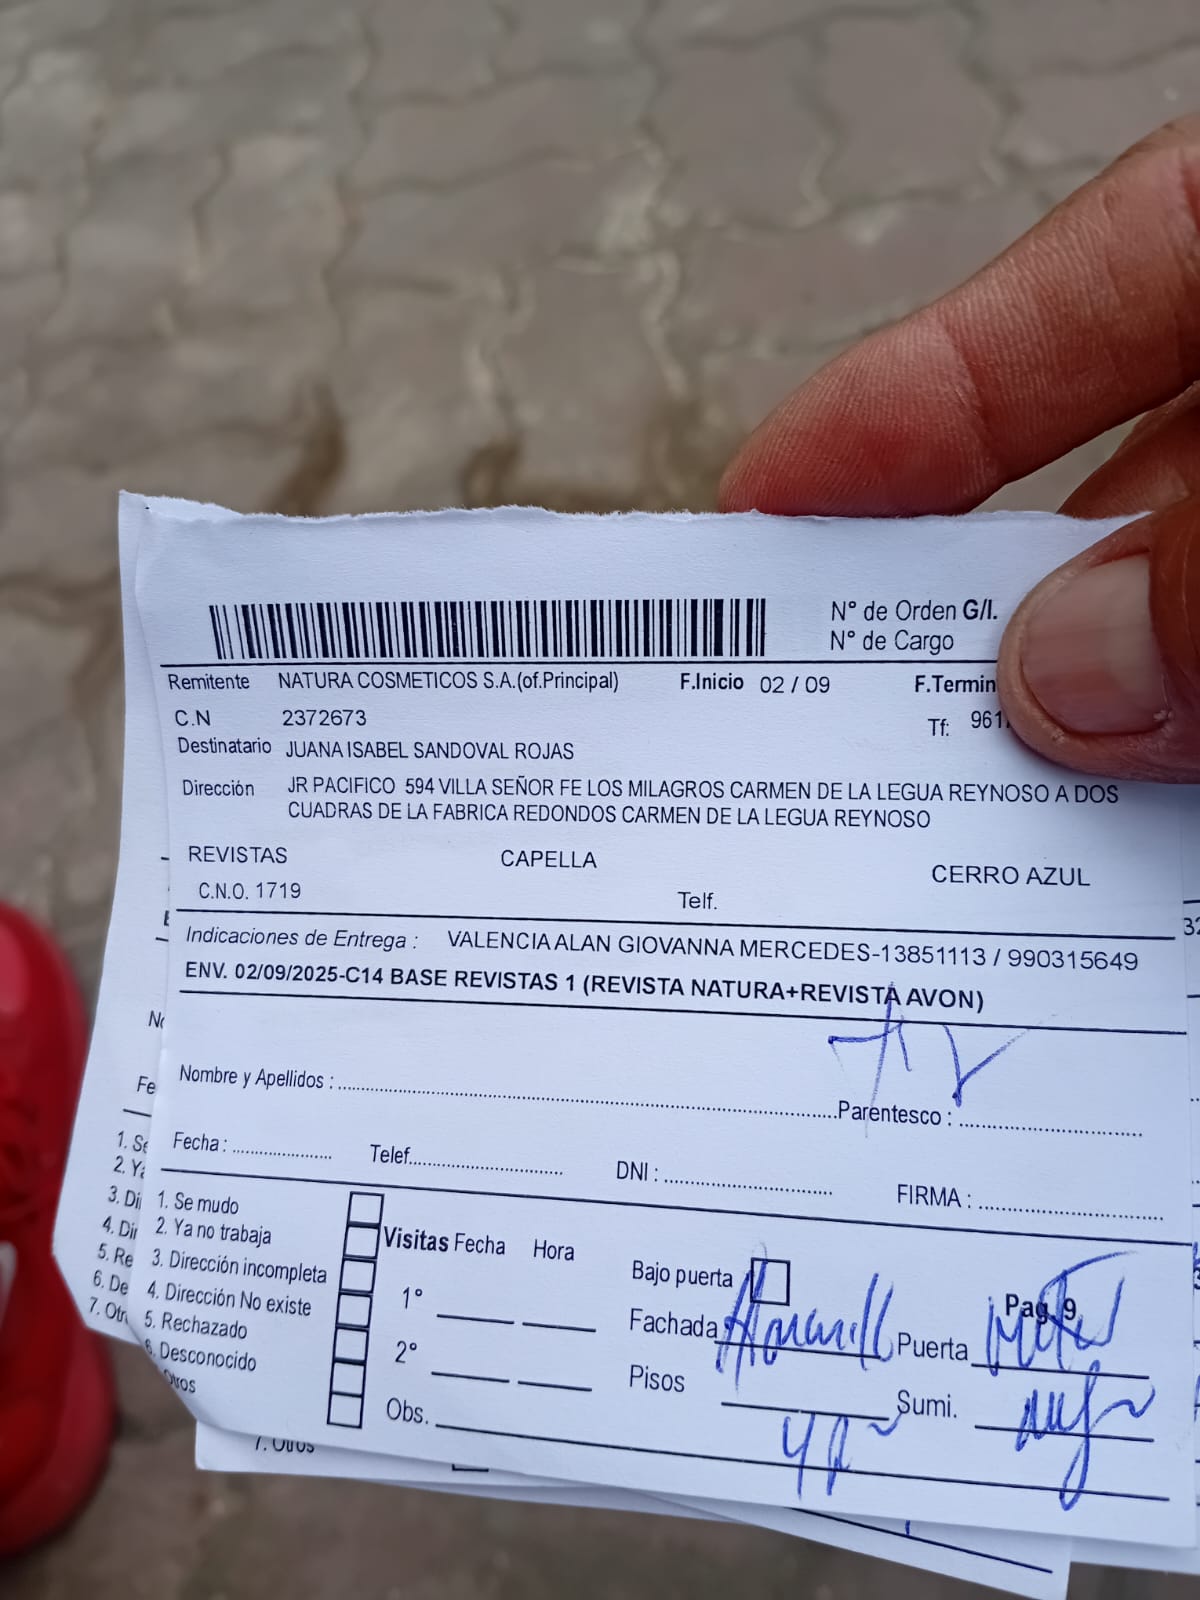 N° de Orden G/I.
N° de Cargo
Remitente NATURA COSMETICOS S.A.(of.Principal) F.Inicio 02 / 09 F.Termin
C.N 2372673 Tf: 961
Destinatario JUANA ISABEL SANDOVAL ROJAS
Dirección JR PACIFICO 594 VILLA SEÑOR FE LOS MILAGROS CARMEN DE LA LEGUA REYNOSO A DOS
CUADRAS DE LA FABRICA REDONDOS CARMEN DE LA LEGUA REYNOSO
REVISTAS CAPELLA CERRO AZUL
C.N.O. 1719 Telf.
Indicaciones de Entrega : VALENCIA ALAN GIOVANNA MERCEDES-13851113 / 990315649
ENV. 02/09/2025-C14 BASE REVISTAS 1 (REVISTA NATURA+REVISTA AVON)
Nombre y Apellidos : Parentesco :
Fecha : Telef. DNI : FIRMA :
1. Se mudo
2. Ya no trabaja
3. Dirección incompleta
4. Dirección No existe
5. Rechazado
6. Desconocido
Otros
Visitas Fecha Hora
1°
2°
Obs.
Bajo puerta Pag. 9
Fachada Puerta
Pisos Sumi.
7. Otros